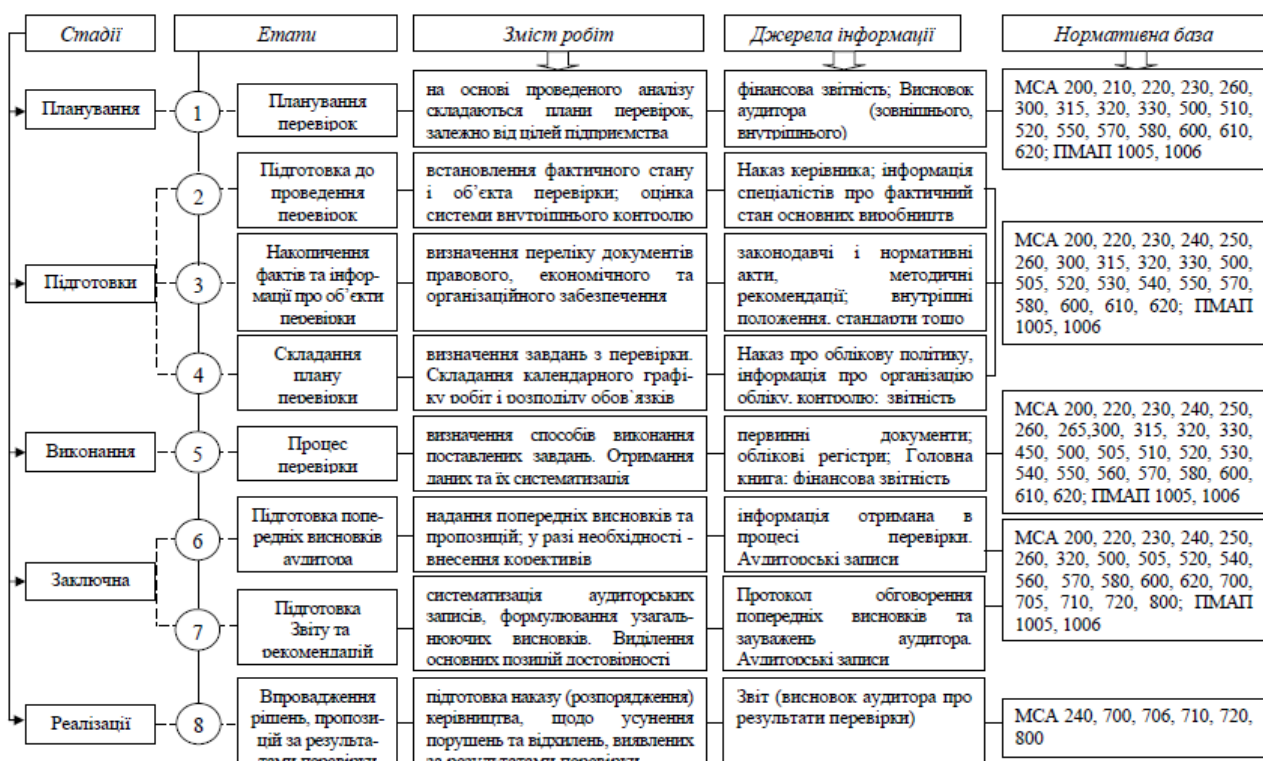 Стадії
Етапи
Зміст робіт
Джерела інформації
Нормативна база
Планування
1
Планування
перевірок
на основі проведеного аналізу
складаються плани перевірок,
залежно від цілей підприємства
фінансова звітність; Висновок
аудитора (зовнішнього,
внутрішнього)
МСА 200, 210, 220, 230, 260,
300, 315, 320, 330, 500, 510,
520, 550, 570, 580, 600, 610,
620; ПМАП 1005, 1006
Підготовки
2
Підготовка до
проведення
перевірок
встановлення фактичного стану
і об’єкта перевірки; оцінка
системи внутрішнього контролю
Наказ керівника; інформація
спеціалістів про фактичний
стан основних виробництв
3
Накопичення
фактів та інфор-
мації про об’єкти
перевірки
визначення переліку документів
правового, економічного та
організаційного забезпечення
законодавчі і нормативні
акти, методичні
рекомендації; внутрішні
положення, стандарти тощо
МСА 200, 220, 230, 240, 250,
260, 300, 315, 320, 330, 500,
505, 520, 530, 540, 550, 570,
580, 600, 610, 620; ПМАП
1005, 1006
4
Складання
плану
перевірки
визначення завдань з перевірки.
Складання календарного графі-
ку робіт і розподілу обов`язків
Наказ про облікову політику,
інформація про організацію
обліку, контролю; звітність
Виконання
5
Процес
перевірки
визначення способів виконання
поставлених завдань. Отримання
даних та їх систематизація
первинні документи;
облікові регістри; Головна
книга; фінансова звітність
МСА 200, 220, 230, 240, 250,
260, 265,300, 315, 320, 330,
450, 500, 505, 510, 520, 530,
540, 550, 560, 570, 580, 600,
610, 620; ПМАП 1005, 1006
Заключна
6
Підготовка попе-
редніх висновків
аудитора
надання попередніх висновків та
пропозицій; у разі необхідності -
внесення корективів
інформація отримана в
процесі перевірки.
Аудиторські записи
МСА 200, 220, 230, 240, 250,
260, 320, 500, 505, 520, 540,
560, 570, 580, 600, 620, 700,
705, 710, 720, 800; ПМАП
1005, 1006
7
Підготовка
Звіту та
рекомендацій
систематизація аудиторських
записів, формулювання узагаль-
нюючих висновків. Виділення
основних позицій достовірності
Протокол обговорення
попередніх висновків та
зауважень аудитора.
Аудиторські записи
Реалізації
8
Впровадження
рішень, пропози-
цій за результа-
тами перевірки
підготовка наказу (розпорядження)
керівництва, щодо усунення
порушень та відхилень, виявлених
за результатами перевірки
Звіт (висновок аудитора про
результати перевірки)
МСА 240, 700, 706, 710, 720,
800